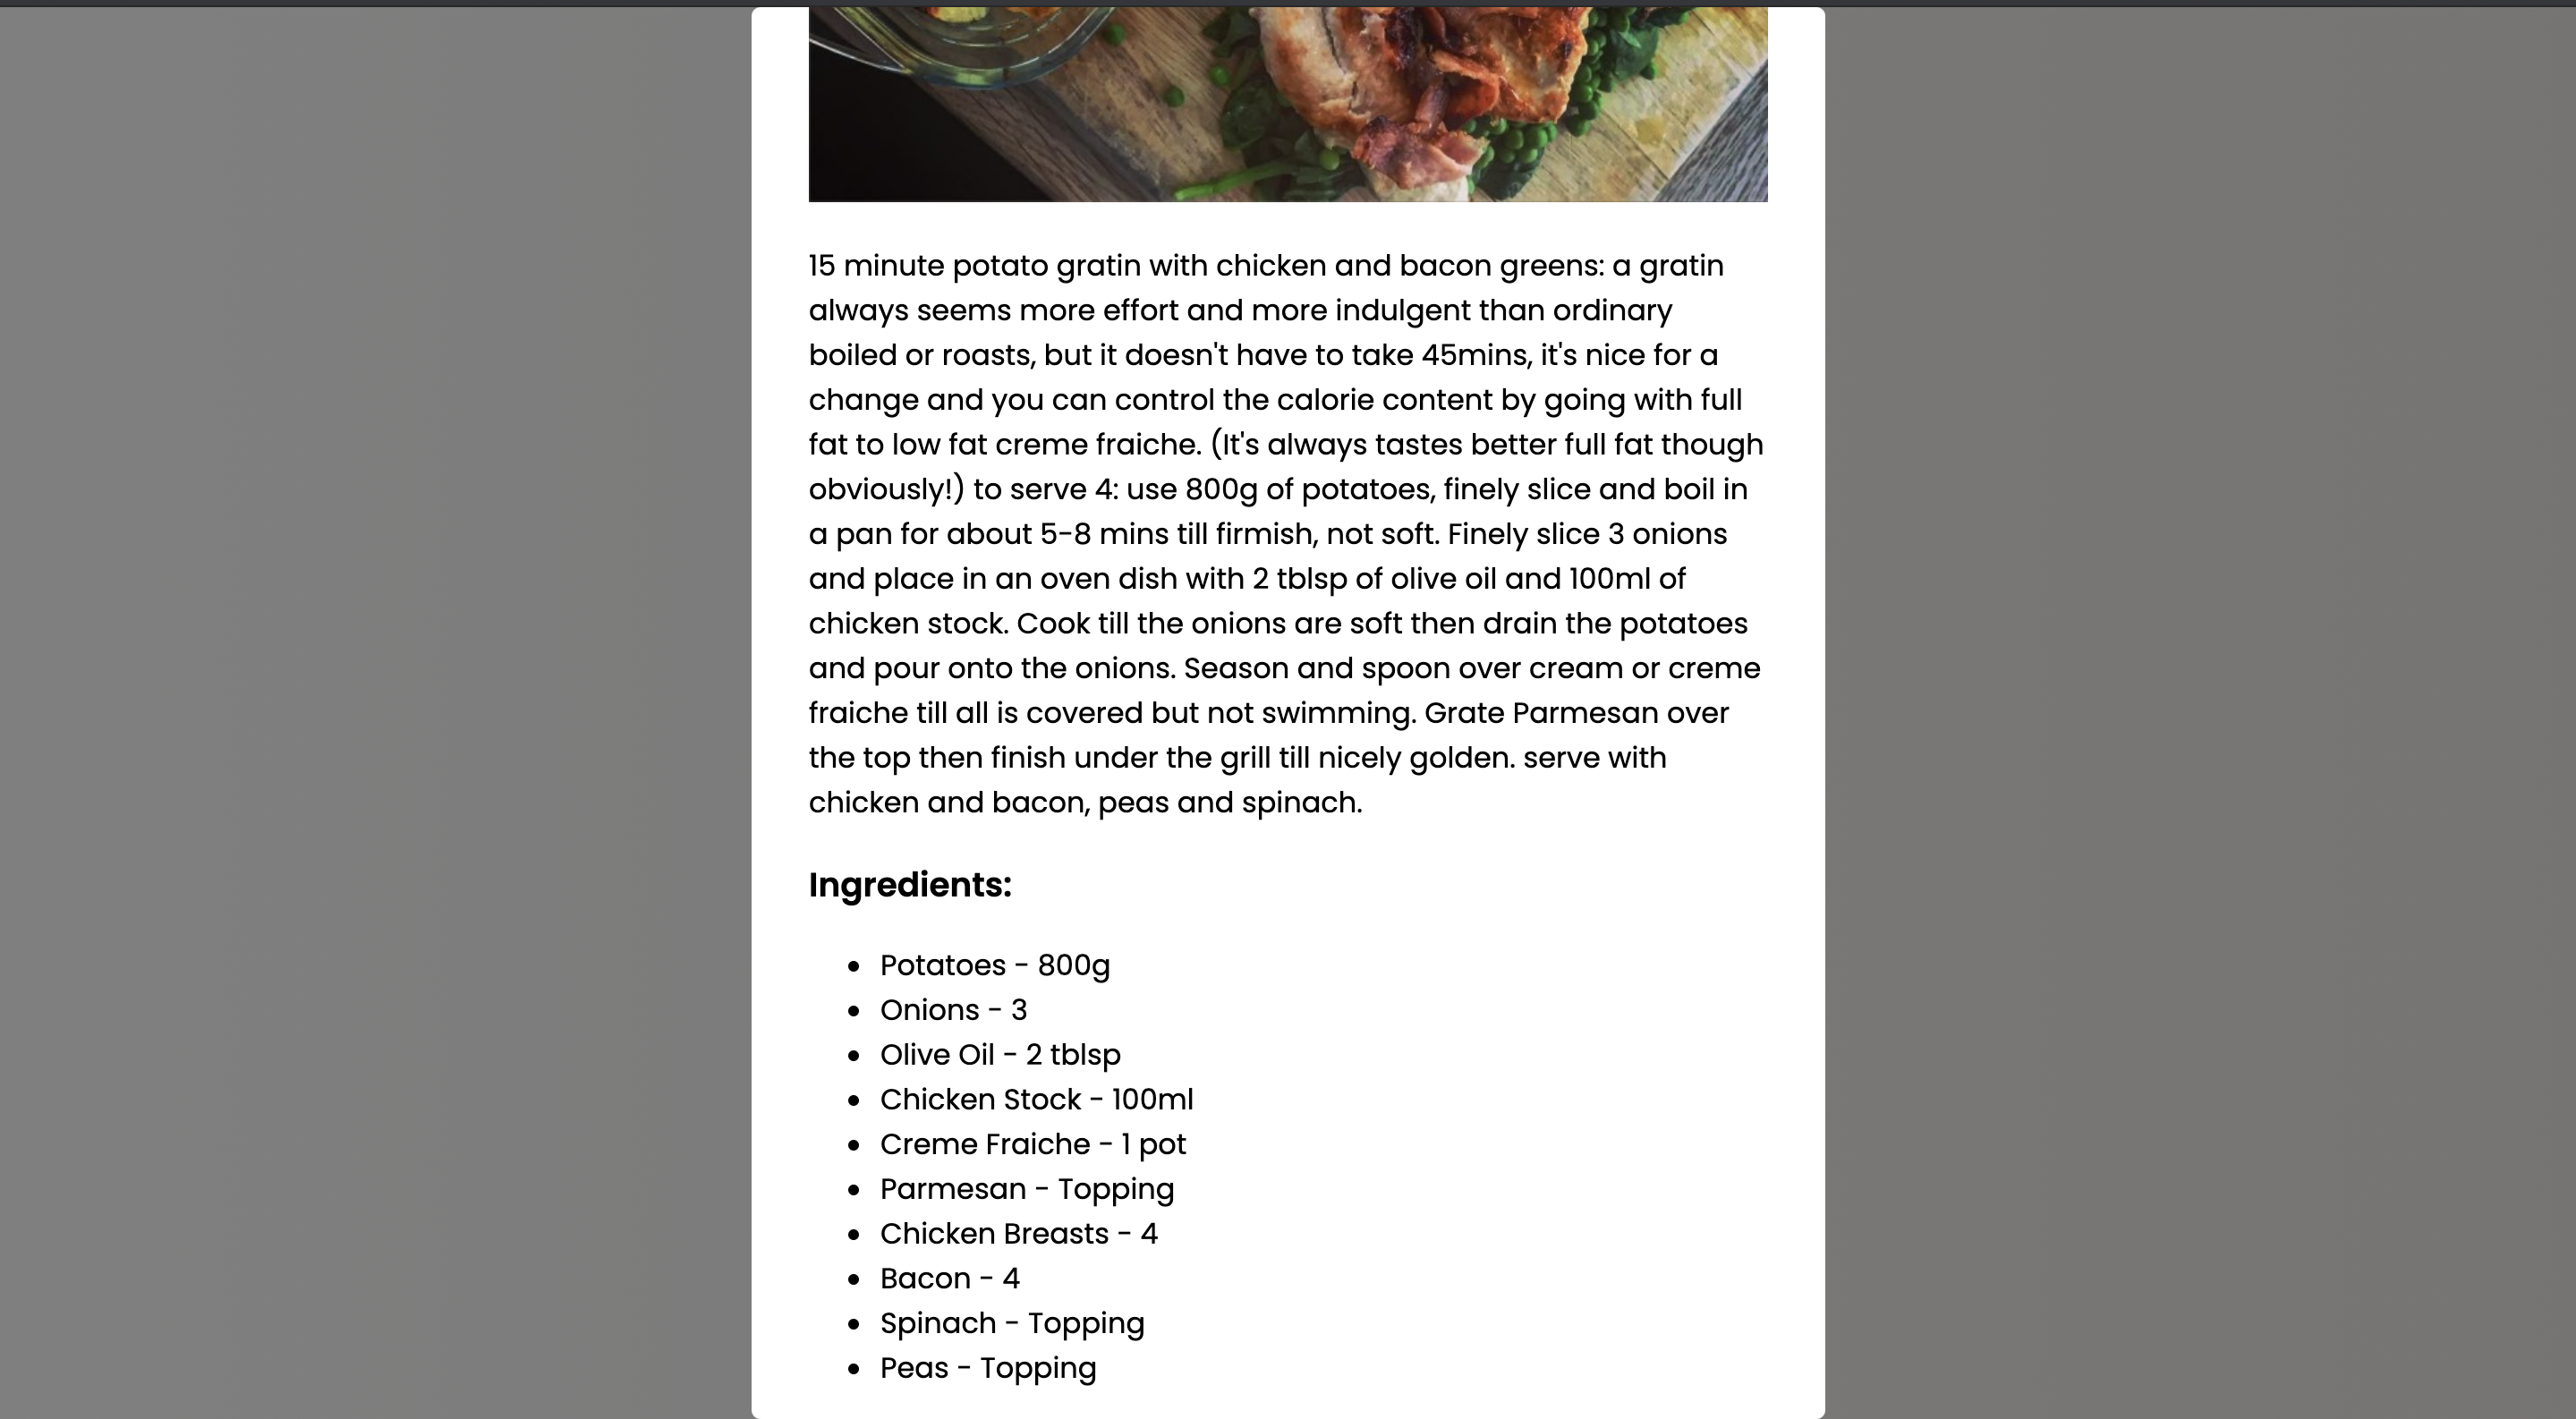 15 minute potato gratin with chicken and bacon greens: a gratin
always seems more effort and more indulgent than ordinary
boiled or roasts, but it doesn't have to take 45mins, it's nice for a
change and you can control the calorie content by going with full
fat to low fat creme fraiche. (It's always tastes better full fat though
obviously!) to serve 4: use 800g of potatoes, finely slice and boil in
a pan for about 5-8 mins till firmish, not soft. Finely slice 3 onions
and place in an oven dish with 2 tblsp of olive oil and 100ml of
chicken stock. Cook till the onions are soft then drain the potatoes
and pour onto the onions. Season and spoon over cream or creme
fraiche till all is covered but not swimming. Grate Parmesan over
the top then finish under the grill till nicely golden. serve with
chicken and bacon, peas and spinach.
Ingredients:
• Potatoes - 800g
• Onions - 3
• Olive Oil - 2 tblsp
• Chicken Stock - 100ml
• Creme Fraiche - 1 pot
• Parmesan - Topping
• Chicken Breasts - 4
• Bacon - 4
• Spinach - Topping
• Peas - Topping